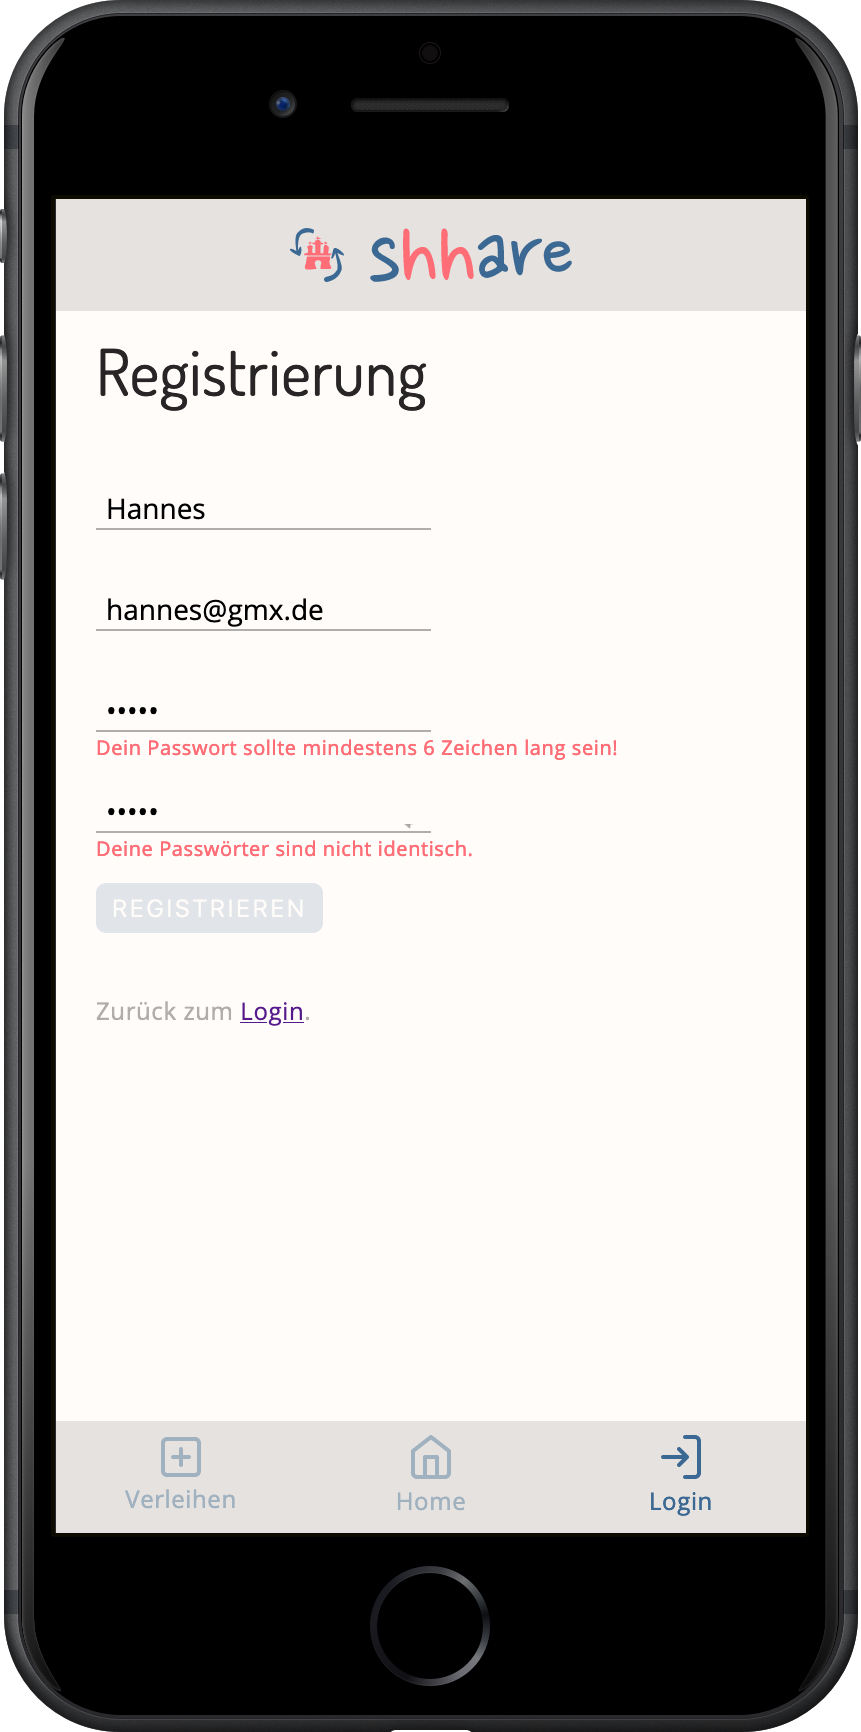 shhare
Registrierung
Hannes
hannes@gmx.de
•••••
Dein Passwort sollte mindestens 6 Zeichen lang sein!
•••••
Deine Passwörter sind nicht identisch.
REGISTRIEREN
Zurück zum Login.
Verleihen
Home
Login